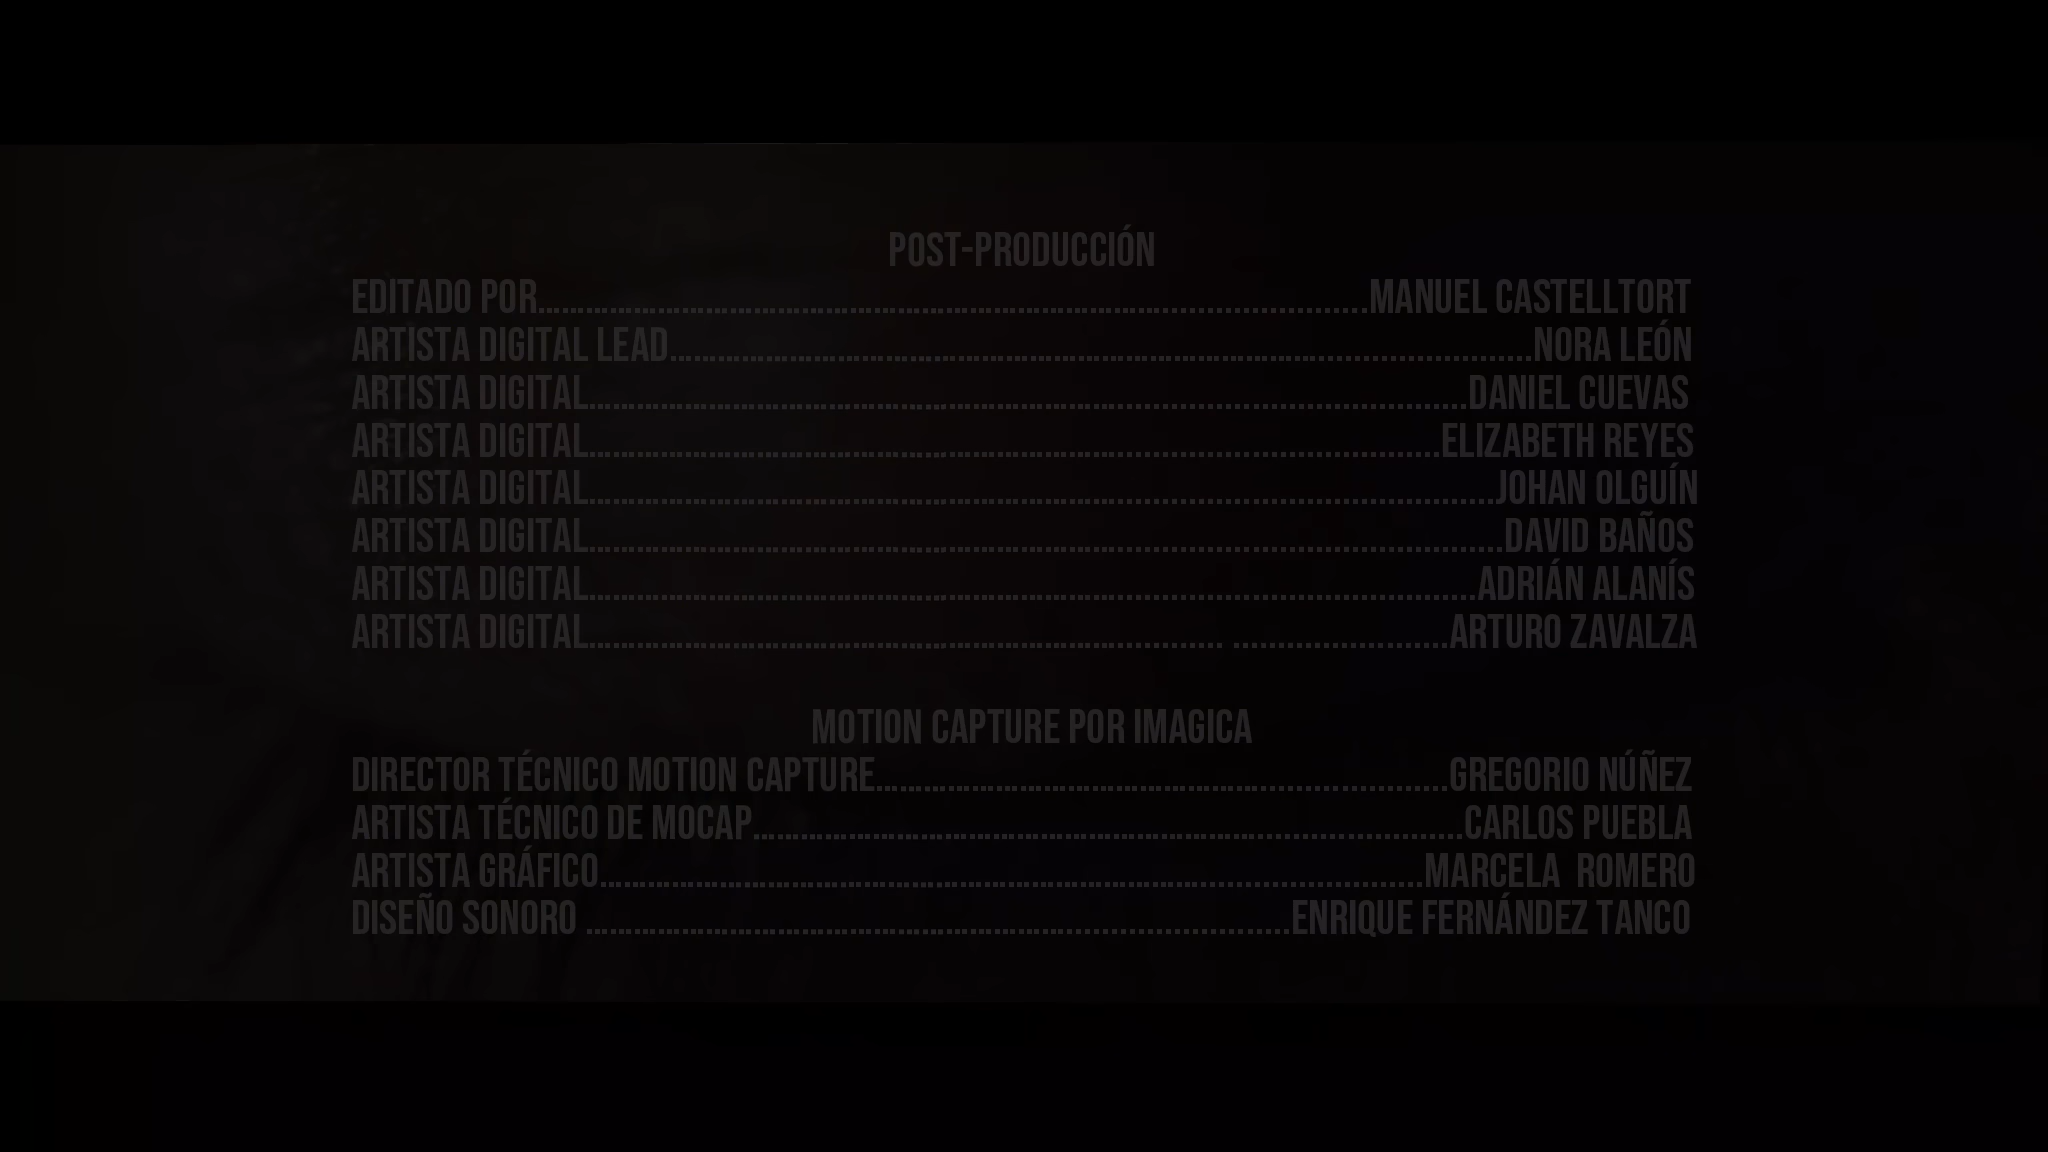 POST-PRODUCCIÓN
EDITADO POR........................................MANUEL CASTELLTORT
ARTISTA DIGITAL LEAD........................................NORA LEÓN
ARTISTA DIGITAL........................................DANIEL CUEVAS
ARTISTA DIGITAL........................................ELIZABETH REYES
ARTISTA DIGITAL........................................JOHAN OLGUÍN
ARTISTA DIGITAL........................................DAVID BAÑOS
ARTISTA DIGITAL........................................ADRIÁN ALANÍS
ARTISTA DIGITAL........................................ ..........ARTURO ZAVALZA
MOTION CAPTURE POR IMAGICA
DIRECTOR TÉCNICO MOTION CAPTURE........................................GREGORIO NÚÑEZ
ARTISTA TÉCNICO DE MOCAP........................................CARLOS PUEBLA
ARTISTA GRÁFICO........................................MARCELA  ROMERO
DISEÑO SONORO ........................................ENRIQUE FERNÁNDEZ TANCO